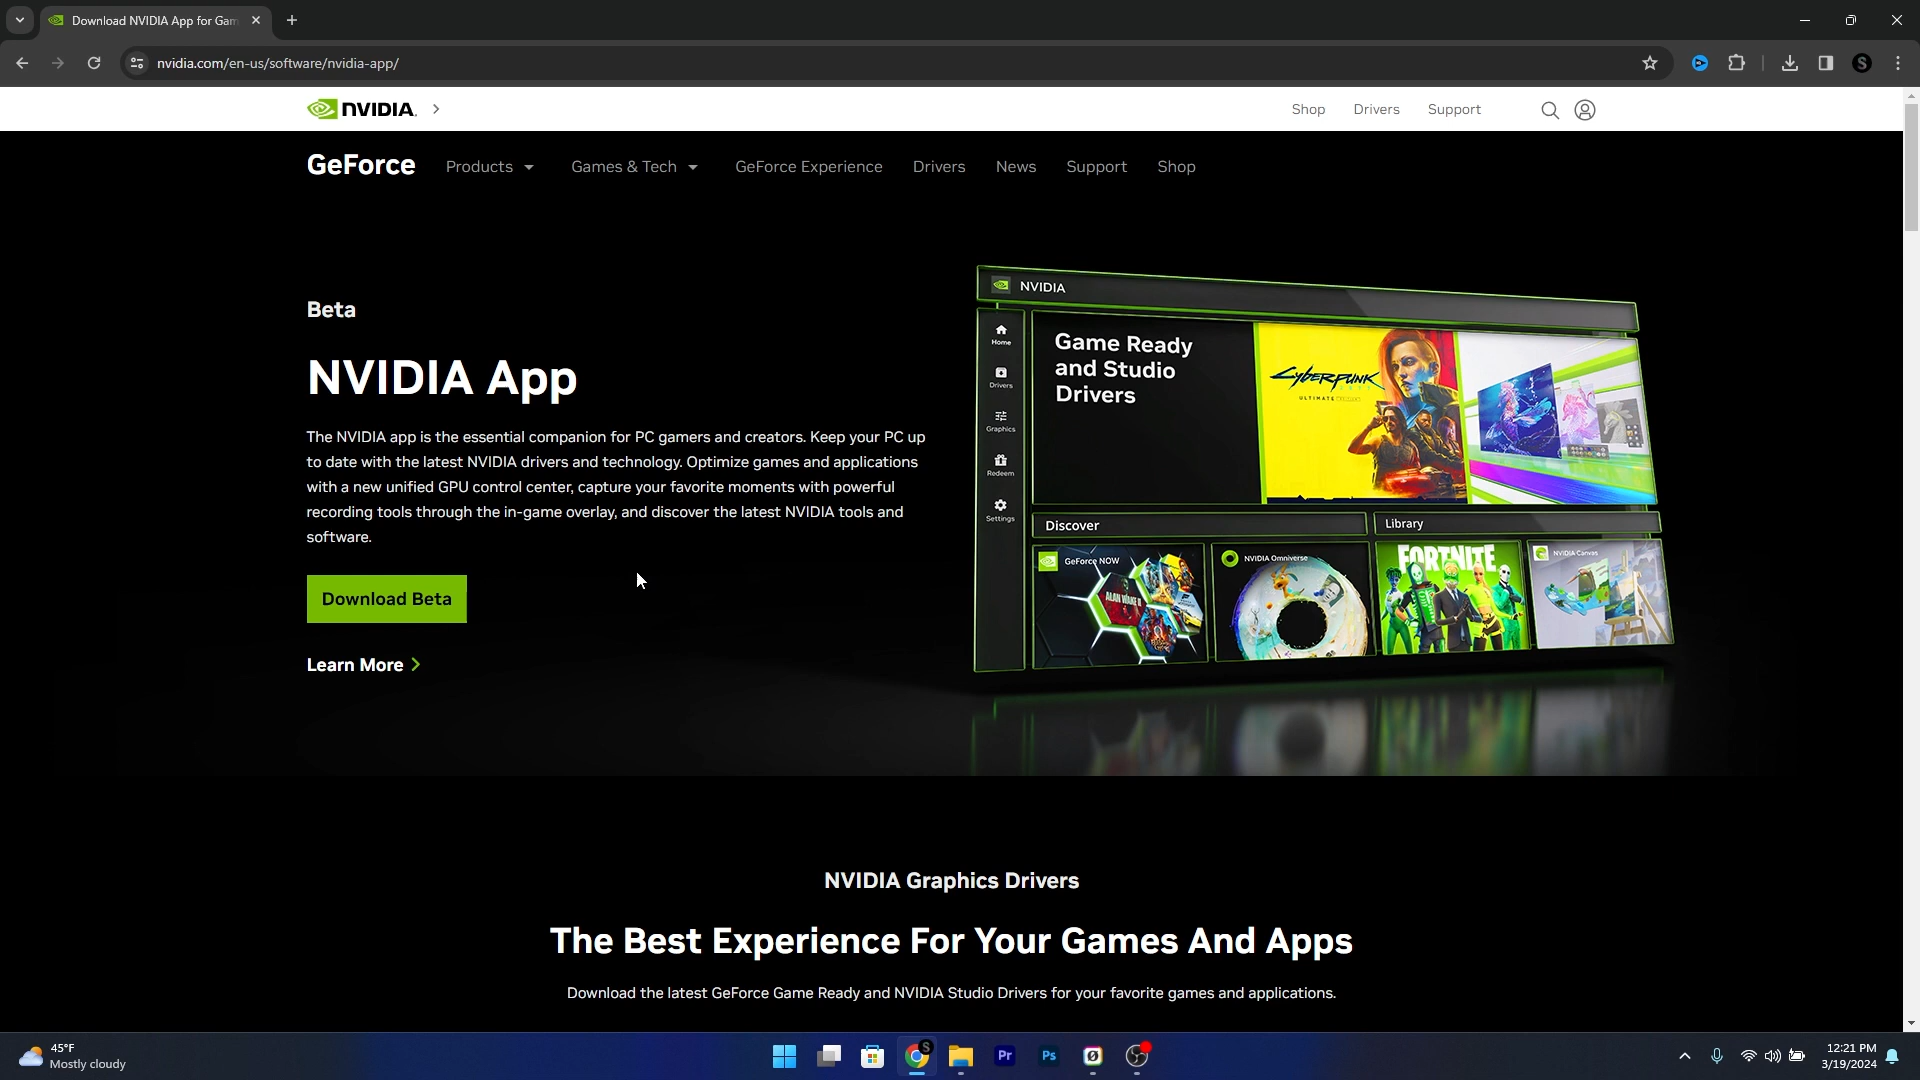 Download NVIDIA App for Gam
nvidia.com/en-us/software/nvidia-app/
S
NVIDIA.
Shop
Drivers
Support
GeForce
Products
Games & Tech
GeForce Experience
Drivers
News
Support
Shop
Beta
NVIDIA App
The NVIDIA app is the essential companion for PC gamers and creators. Keep your PC up
to date with the latest NVIDIA drivers and technology. Optimize games and applications
with a new unified GPU control center, capture your favorite moments with powerful
recording tools through the in-game overlay, and discover the latest NVIDIA tools and
software.
Download Beta
Learn More
NVIDIA
Home
Drivers
Graphics
Redeem
Settings
Game Ready
and Studio
Drivers
Cyberpunk
ULTIMATE
Discover
Library
GeForce NOW
ALAN WAKE II
NVIDIA Omniverse
FORTNITE
NVIDIA Canvas
NVIDIA Graphics Drivers
The Best Experience For Your Games And Apps
Download the latest GeForce Game Ready and NVIDIA Studio Drivers for your favorite games and applications.
45°F
Mostly cloudy
S
Pr
Ps
12:21 PM
3/19/2024